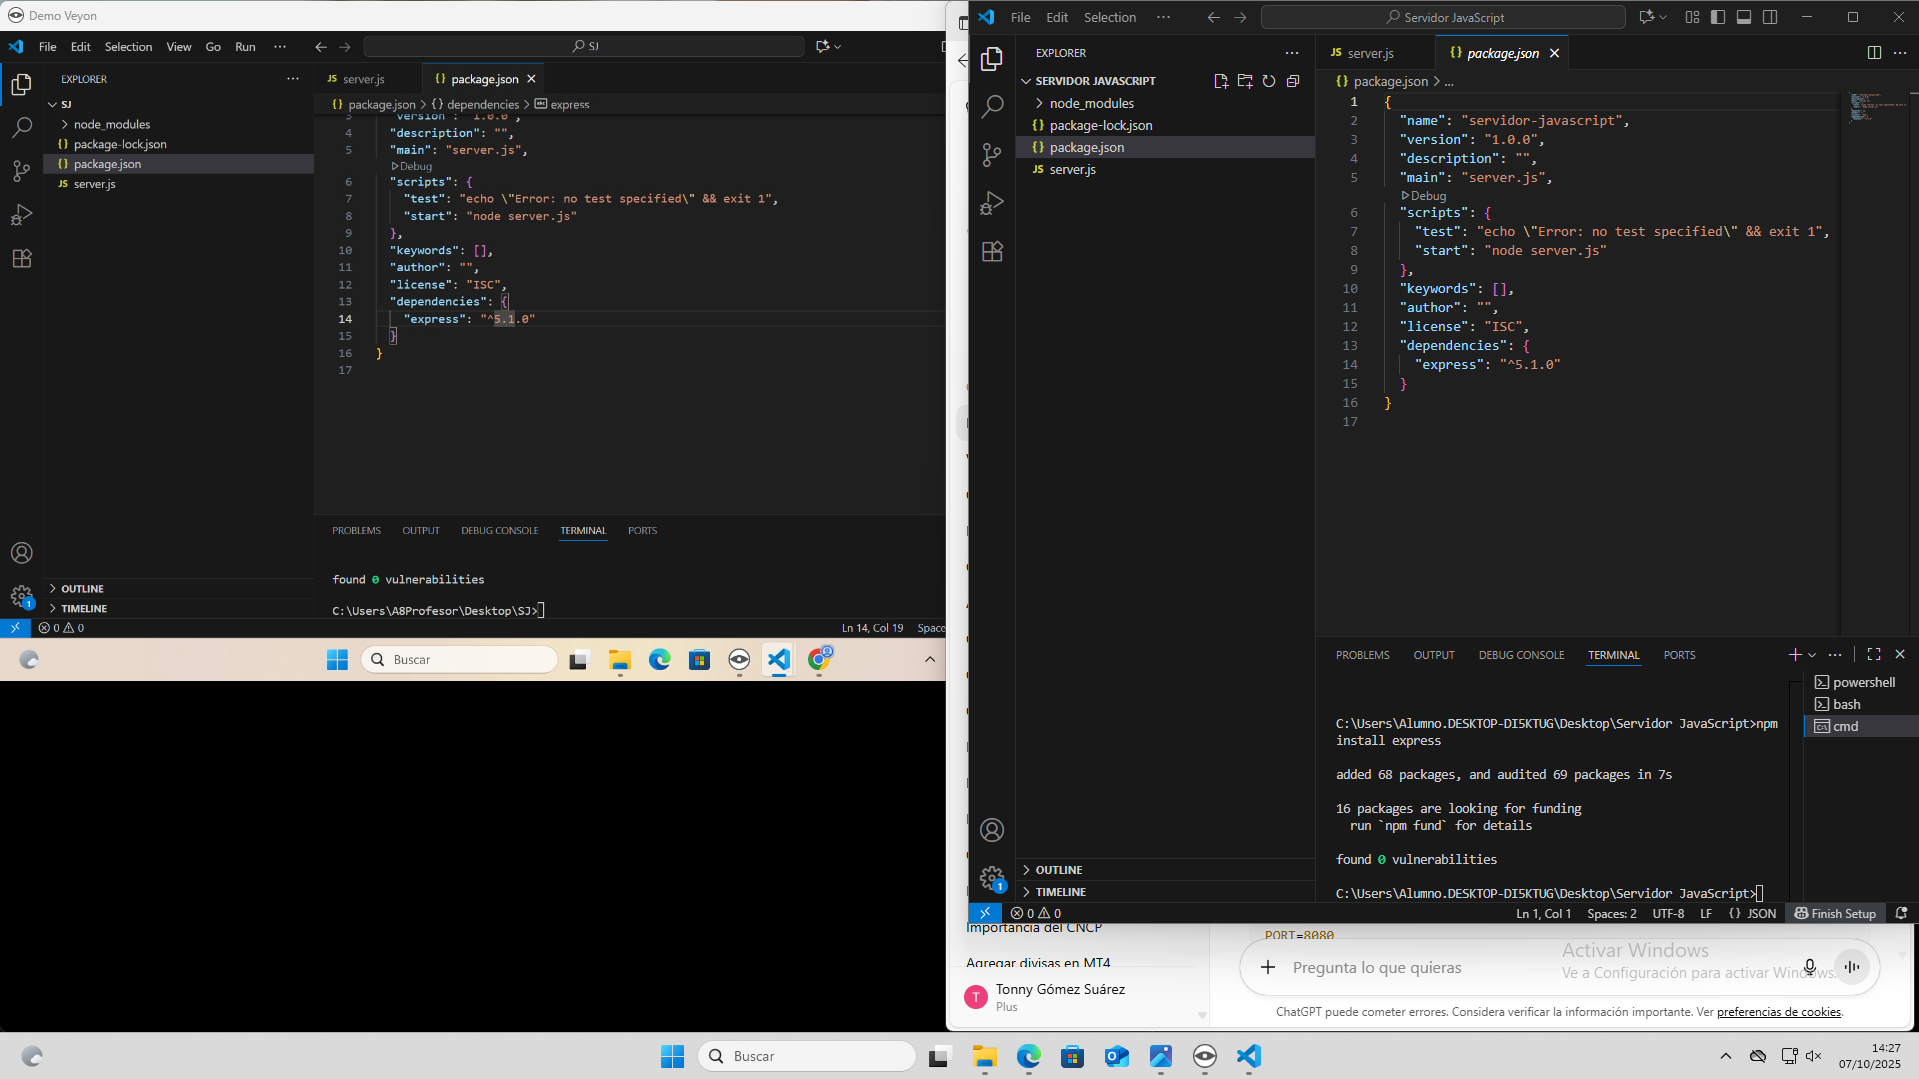 Demo Veyon
File Edit Selection View Go Run ··· SJ
EXPLORER ···
SJ
node_modules
package-lock.json
package.json
server.js
OUTLINE
TIMELINE
server.js
package.json
package.json > dependencies > express
"version": "1.0.0",
4 "description": "",
5 "main": "server.js",
Debug
6 "scripts": {
7 "test": "echo \"Error: no test specified\" && exit 1",
8 "start": "node server.js"
9 },
10 "keywords": [],
11 "author": "",
12 "license": "ISC",
13 "dependencies": {
14 "express": "^5.1.0"
15 }
16 }
17
PROBLEMS OUTPUT DEBUG CONSOLE TERMINAL PORTS
found 0 vulnerabilities
C:\Users\A8Profesor\Desktop\SJ>
1
0 0 Ln 14, Col 19 Space
Buscar
File Edit Selection ··· Servidor JavaScript
EXPLORER ···
SERVIDOR JAVASCRIPT
node_modules
package-lock.json
package.json
server.js
OUTLINE
TIMELINE
server.js
package.json
package.json > ...
1 {
2 "name": "servidor-javascript",
3 "version": "1.0.0",
4 "description": "",
5 "main": "server.js",
Debug
6 "scripts": {
7 "test": "echo \"Error: no test specified\" && exit 1",
8 "start": "node server.js"
9 },
10 "keywords": [],
11 "author": "",
12 "license": "ISC",
13 "dependencies": {
14 "express": "^5.1.0"
15 }
16 }
17
PROBLEMS OUTPUT DEBUG CONSOLE TERMINAL PORTS
powershell
bash
cmd
C:\Users\Alumno.DESKTOP-DI5KTUG\Desktop\Servidor JavaScript>npm
install express
added 68 packages, and audited 69 packages in 7s
16 packages are looking for funding
run `npm fund` for details
found 0 vulnerabilities
C:\Users\Alumno.DESKTOP-DI5KTUG\Desktop\Servidor JavaScript>
1
0 0 Ln 1, Col 1 Spaces: 2 UTF-8 LF {} JSON Finish Setup
Importancia del CNCP
Agregar divisas en MT4
T
Tonny Gómez Suárez
Plus
PORT=8080
Pregunta lo que quieras
Activar Windows
Ve a Configuración para activar Windows.
ChatGPT puede cometer errores. Considera verificar la información importante. Ver preferencias de cookies.
Buscar
14:27
07/10/2025